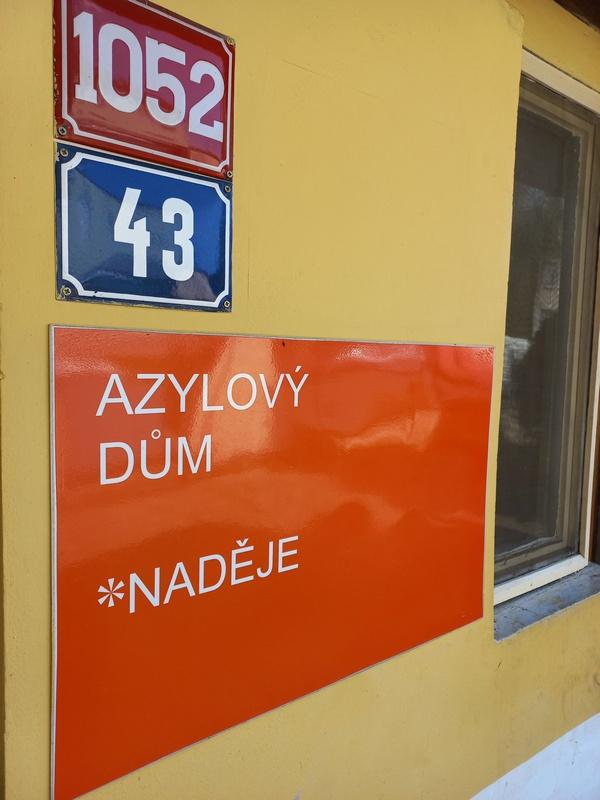 1052
43
AZYLOVÝ
DŮM
*NADĚJE